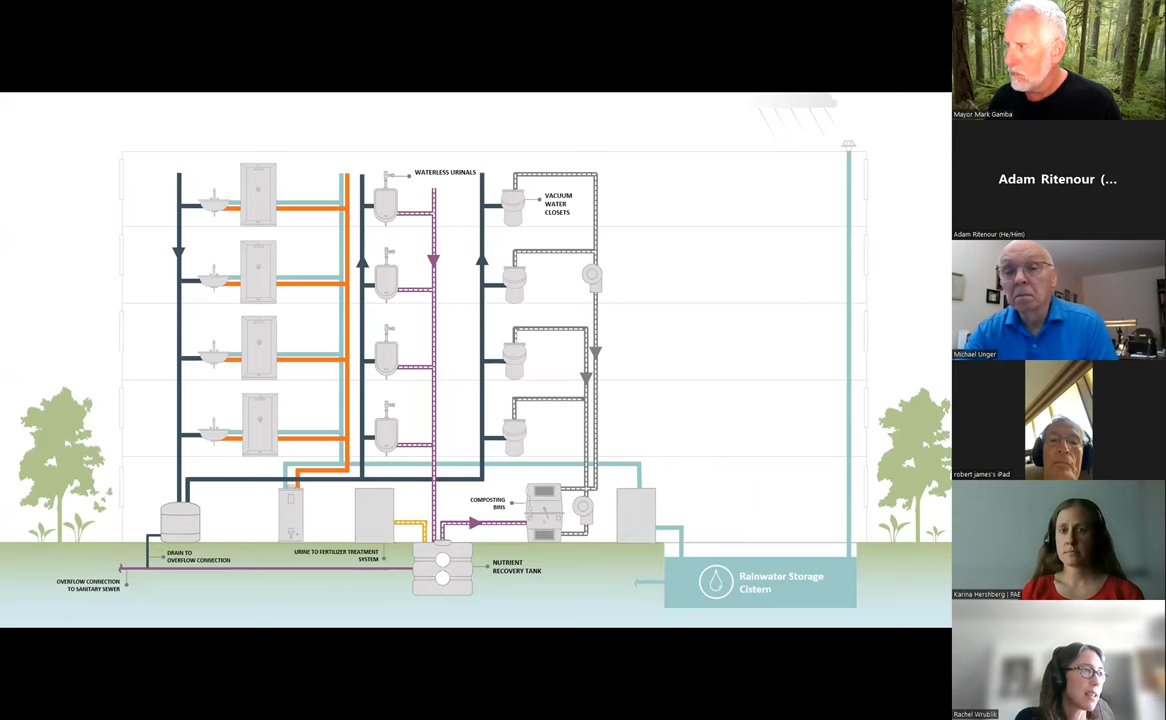 WATERLESS URINALS
VACUUM
WATER
CLOSETS
COMPOSTING
BINS
DRAIN TO
OVERFLOW CONNECTION
URINE TO FERTILIZER TREATMENT
SYSTEM
NUTRIENT
RECOVERY TANK
OVERFLOW CONNECTION
TO SANITARY SEWER
Rainwater Storage
Cistern
Mayor Mark Gamba
Adam Ritenour (...
Adam Ritenour (He/Him)
Michael Unger
robert james's iPad
Karina Hershberg | PAE
Rachel Wrublik